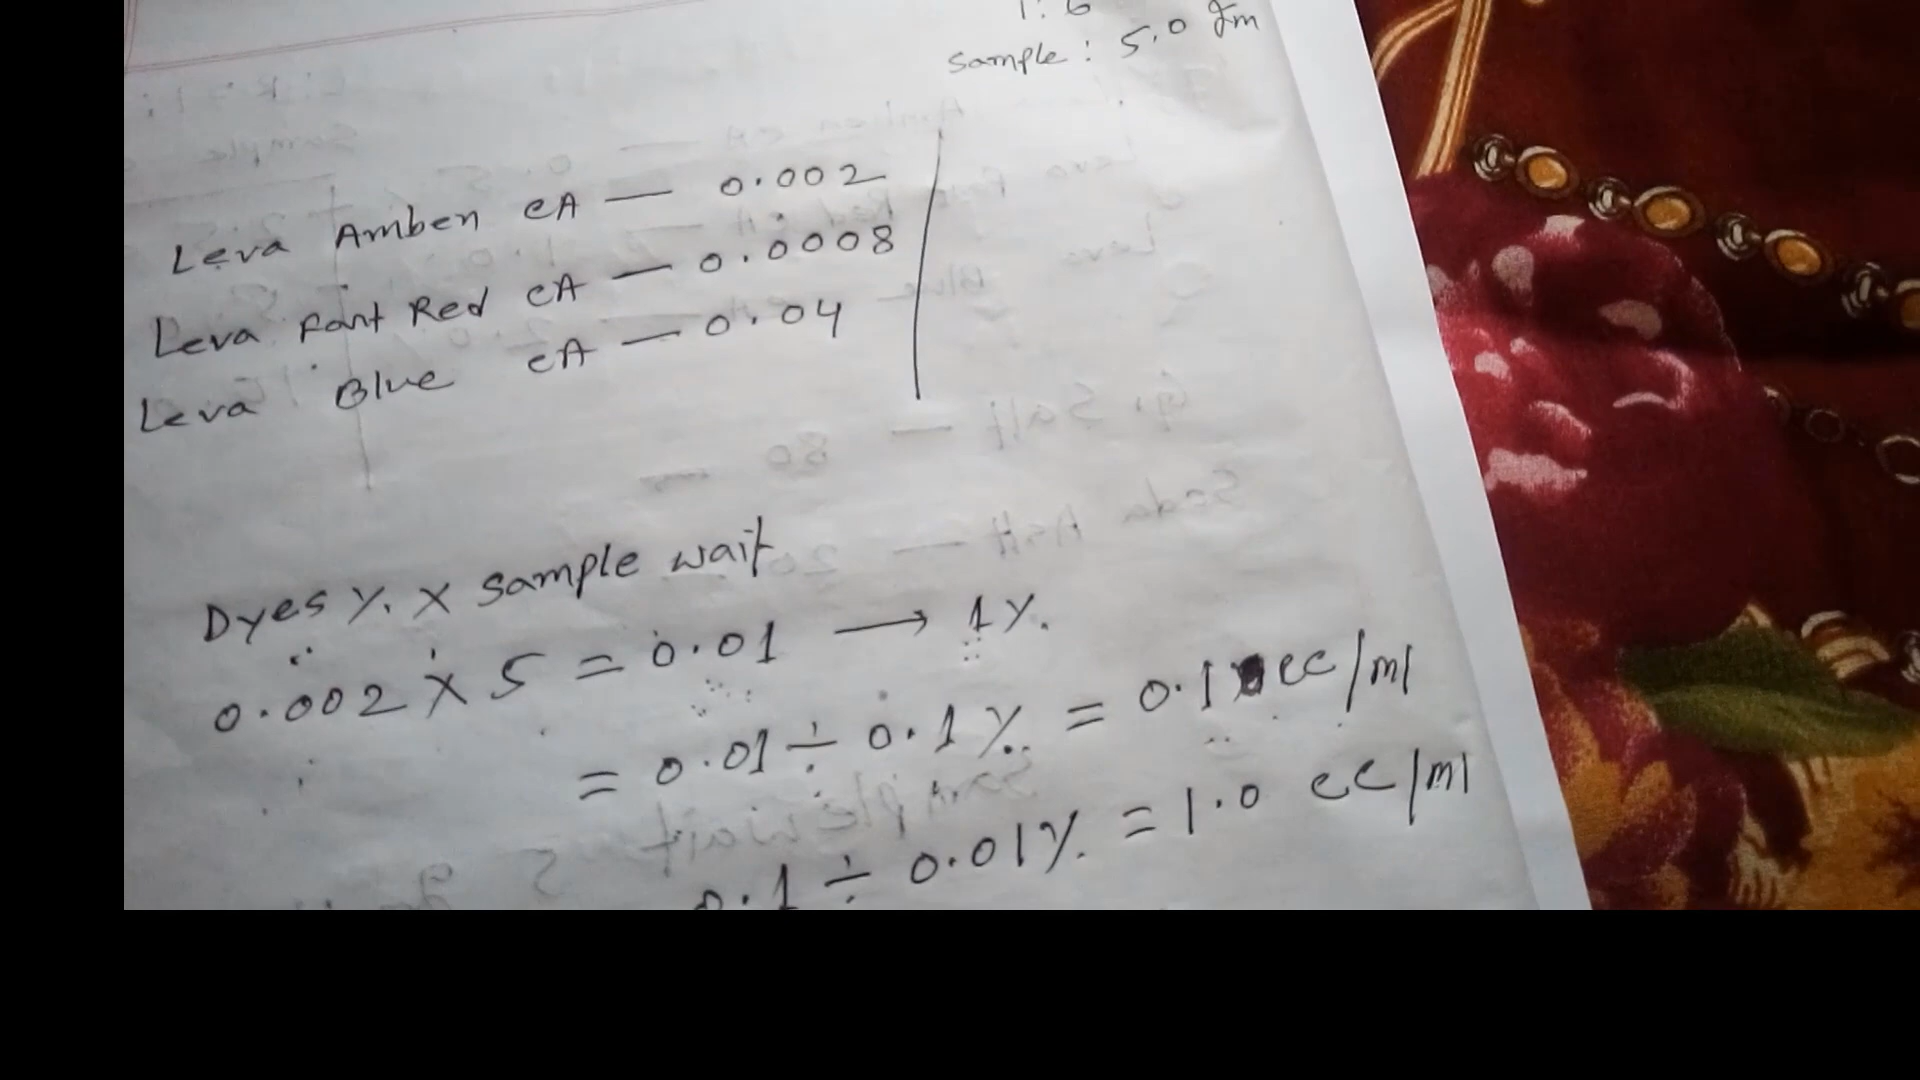 1:6
Sample: 5.0 gm
Leva Amben CA — 0.002
Leva Fant Red CA — 0.0008
Leva Blue CA — 0.04
Dyes % X Sample wait
0.002 X 5 = 0.01 → 1%
= 0.01 ÷ 0.1% = 0.1 cc/ml
0.1 ÷ 0.01% = 1.0 cc/ml